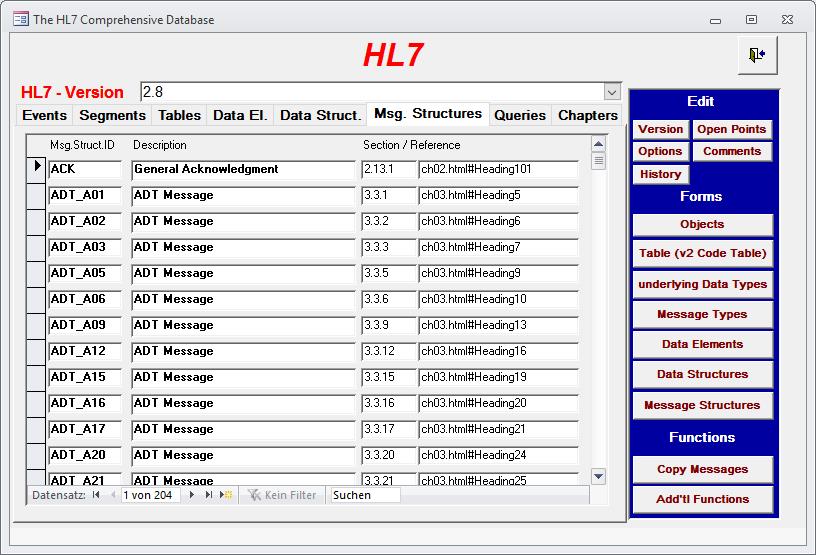 The HL7 Comprehensive Database
HL7
HL7 - Version 2.8
Events Segments Tables Data El. Data Struct. Msg. Structures Queries Chapters
Msg.Struct.ID Description Section / Reference
ACK General Acknowledgment 2.13.1 ch02.html#Heading101
ADT_A01 ADT Message 3.3.1 ch03.html#Heading5
ADT_A02 ADT Message 3.3.2 ch03.html#Heading6
ADT_A03 ADT Message 3.3.3 ch03.html#Heading7
ADT_A05 ADT Message 3.3.5 ch03.html#Heading9
ADT_A06 ADT Message 3.3.6 ch03.html#Heading10
ADT_A09 ADT Message 3.3.9 ch03.html#Heading13
ADT_A12 ADT Message 3.3.12 ch03.html#Heading16
ADT_A15 ADT Message 3.3.15 ch03.html#Heading19
ADT_A16 ADT Message 3.3.16 ch03.html#Heading20
ADT_A17 ADT Message 3.3.17 ch03.html#Heading21
ADT_A20 ADT Message 3.3.20 ch03.html#Heading24
ADT_A21 ADT Message 3.3.21 ch03.html#Heading25
Datensatz: 1 von 204 Kein Filter Suchen
Edit
Version Open Points
Options Comments
History
Forms
Objects
Table (v2 Code Table)
underlying Data Types
Message Types
Data Elements
Data Structures
Message Structures
Functions
Copy Messages
Add'tl Functions